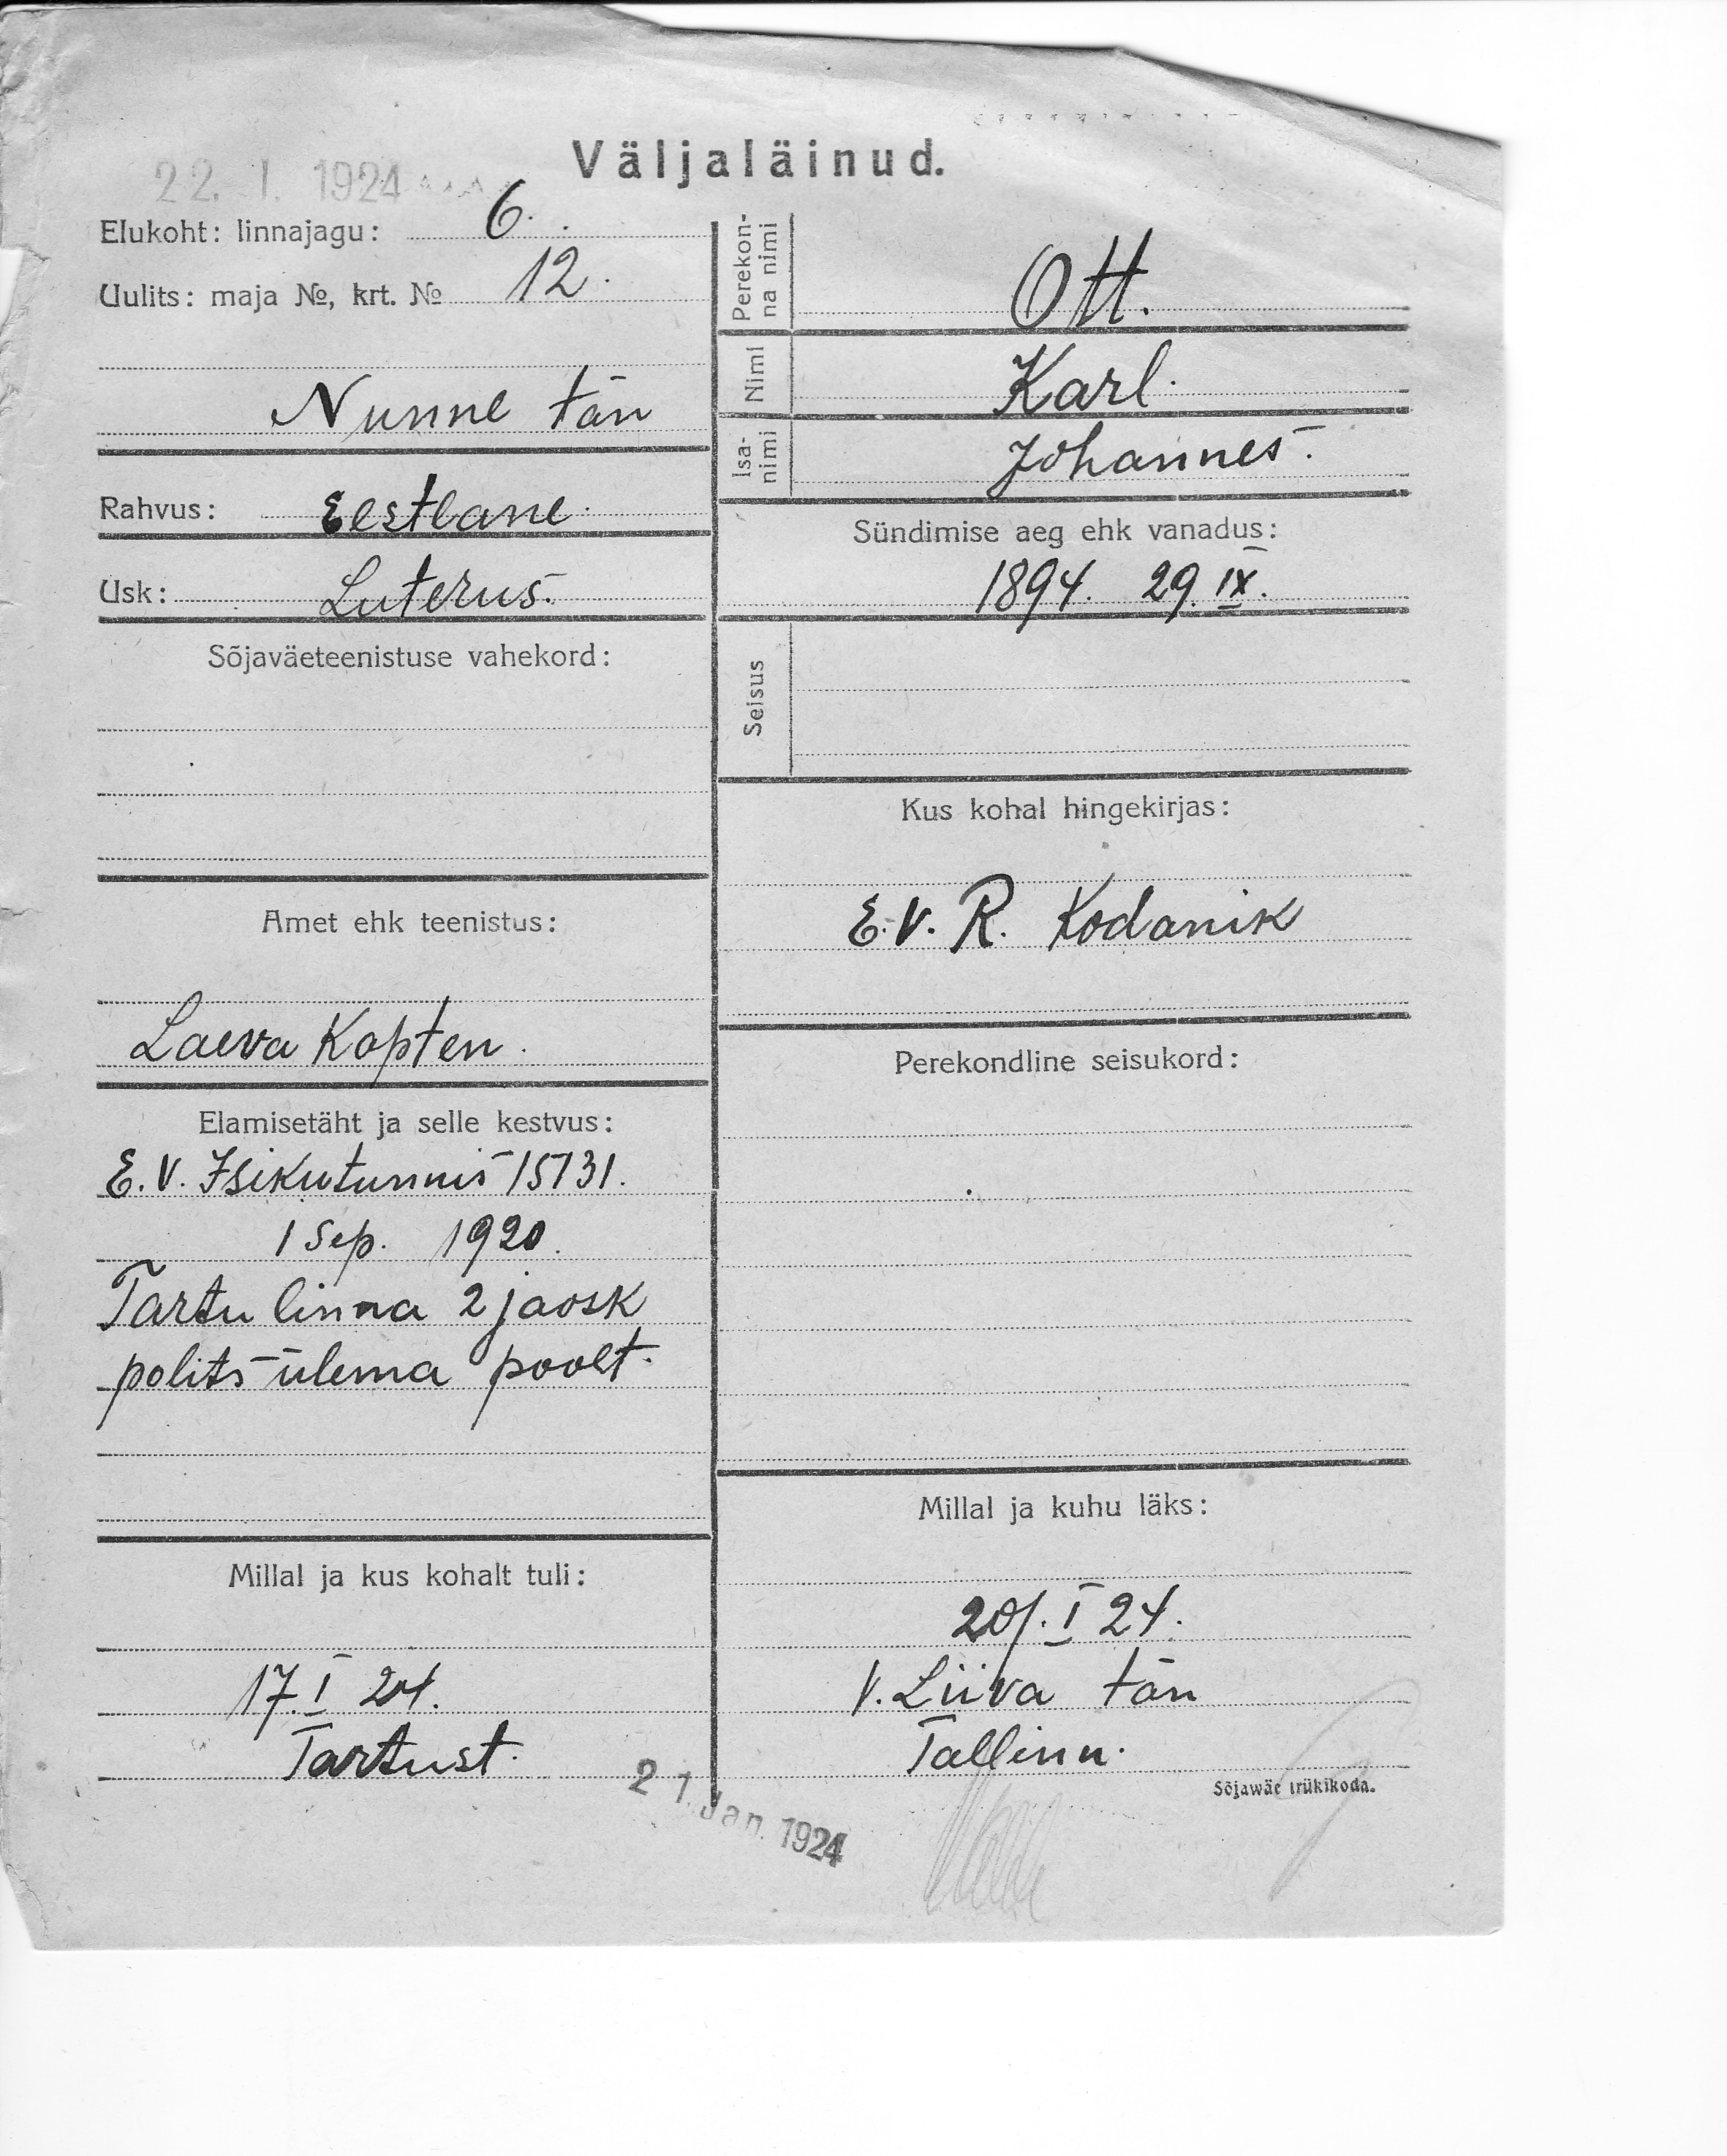 Väljaläinud.
22. I. 1924
Elukoht: linnajagu: 6.
Uulits: maja №, krt. № 12.
Nunne tän
Rahvus: Eestlane.
Usk: Luterus.
Sõjaväeteenistuse vahekord:
Amet ehk teenistus:
Laeva Kapten.
Elamisetäht ja selle kestvus:
E. V. Isikutunnis 15731.
1 Sep. 1920.
Tartu linna 2 jaosk
polits ülema poolt.
Millal ja kus kohalt tuli:
17. I 24.
Tartust.
Perekon-
na nimi
Ott.
Nimi Karl.
Isa-
nimi
Johannes.
Sündimise aeg ehk vanadus:
1894. 29. IX.
Seisus
Kus kohal hingekirjas:
E. V. R. Kodanik
Perekondline seisukord:
Millal ja kuhu läks:
20/. I 24.
V. Liiva tän
Tallinn.
Sõjawäe trükikoda.
21. Jan. 1924